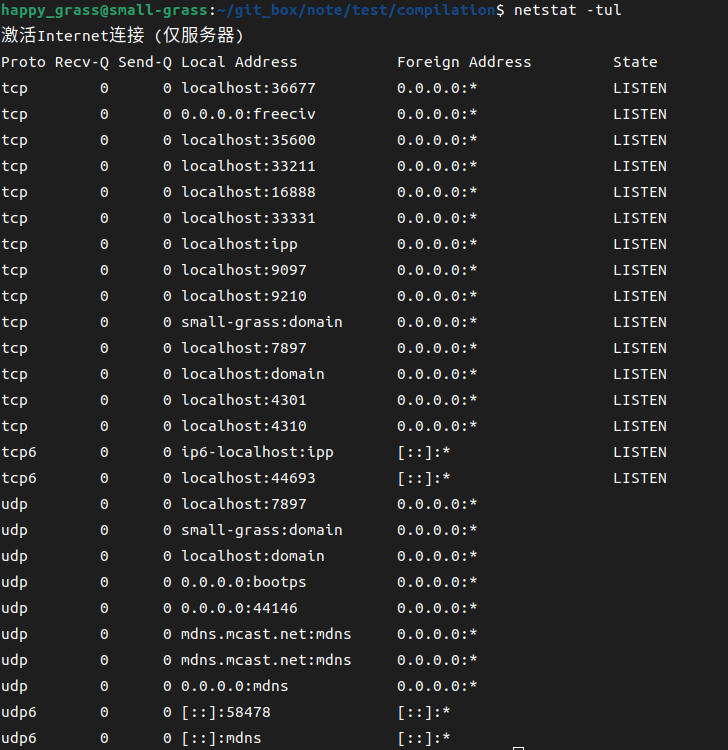 happy_grass@small-grass:~/git_box/note/test/compilation$ netstat -tul
激活Internet连接 (仅服务器)
Proto Recv-Q Send-Q Local Address           Foreign Address         State
tcp        0      0 localhost:36677         0.0.0.0:*               LISTEN
tcp        0      0 0.0.0.0:freeciv         0.0.0.0:*               LISTEN
tcp        0      0 localhost:35600         0.0.0.0:*               LISTEN
tcp        0      0 localhost:33211         0.0.0.0:*               LISTEN
tcp        0      0 localhost:16888         0.0.0.0:*               LISTEN
tcp        0      0 localhost:33331         0.0.0.0:*               LISTEN
tcp        0      0 localhost:ipp           0.0.0.0:*               LISTEN
tcp        0      0 localhost:9097          0.0.0.0:*               LISTEN
tcp        0      0 localhost:9210          0.0.0.0:*               LISTEN
tcp        0      0 small-grass:domain      0.0.0.0:*               LISTEN
tcp        0      0 localhost:7897          0.0.0.0:*               LISTEN
tcp        0      0 localhost:domain        0.0.0.0:*               LISTEN
tcp        0      0 localhost:4301          0.0.0.0:*               LISTEN
tcp        0      0 localhost:4310          0.0.0.0:*               LISTEN
tcp6       0      0 ip6-localhost:ipp       [::]:*                  LISTEN
tcp6       0      0 localhost:44693         [::]:*                  LISTEN
udp        0      0 localhost:7897          0.0.0.0:*
udp        0      0 small-grass:domain      0.0.0.0:*
udp        0      0 localhost:domain        0.0.0.0:*
udp        0      0 0.0.0.0:bootps          0.0.0.0:*
udp        0      0 0.0.0.0:44146           0.0.0.0:*
udp        0      0 mdns.mcast.net:mdns     0.0.0.0:*
udp        0      0 mdns.mcast.net:mdns     0.0.0.0:*
udp        0      0 0.0.0.0:mdns            0.0.0.0:*
udp6       0      0 [::]:58478              [::]:*
udp6       0      0 [::]:mdns               [::]:*